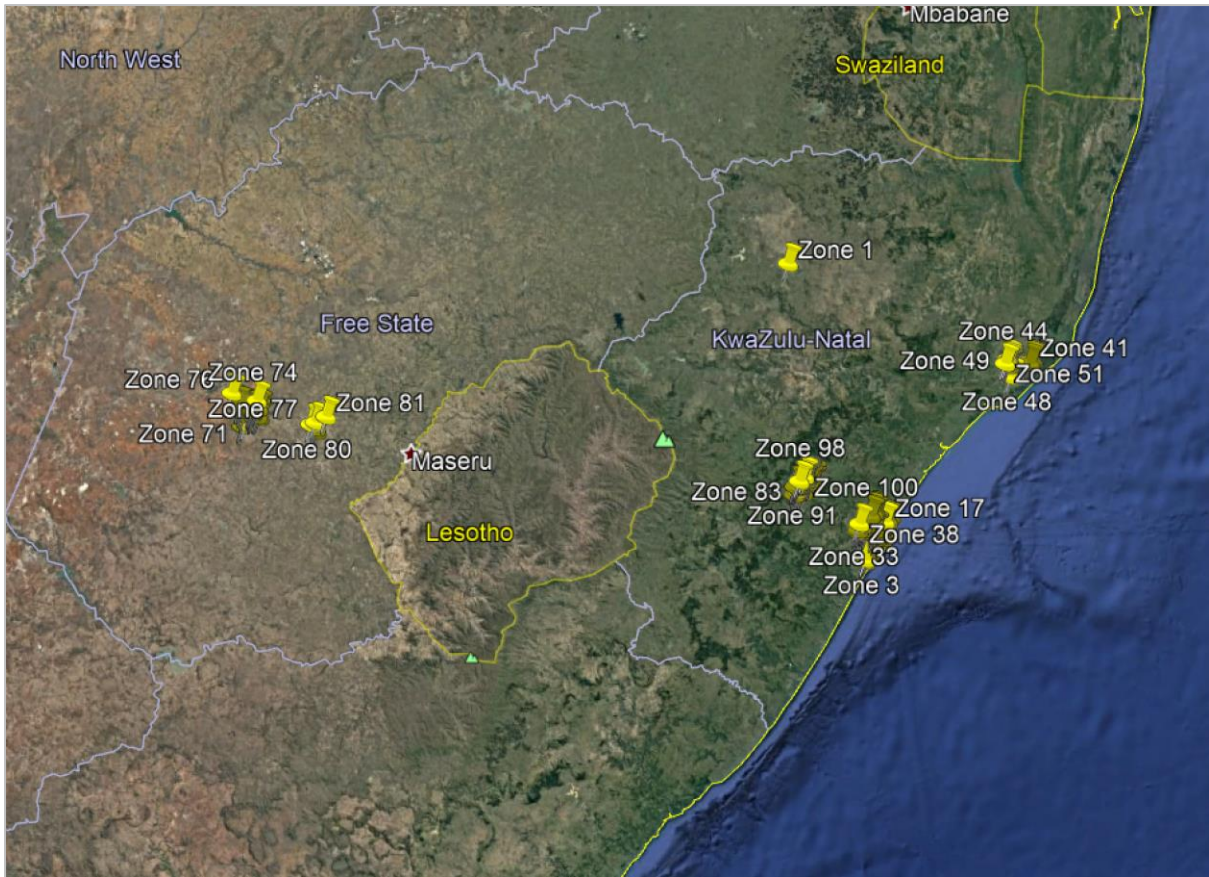 Mbabane
North West
Swaziland
Zone 1
Free State
KwaZulu-Natal
Zone 44
Zone 41
Zone 49
Zone 51
Zone 48
Zone 76
Zone 74
Zone 77
Zone 81
Zone 71
Zone 80
Maseru
Zone 98
Zone 83
Zone 100
Zone 91
Zone 17
Zone 38
Lesotho
Zone 33
Zone 3